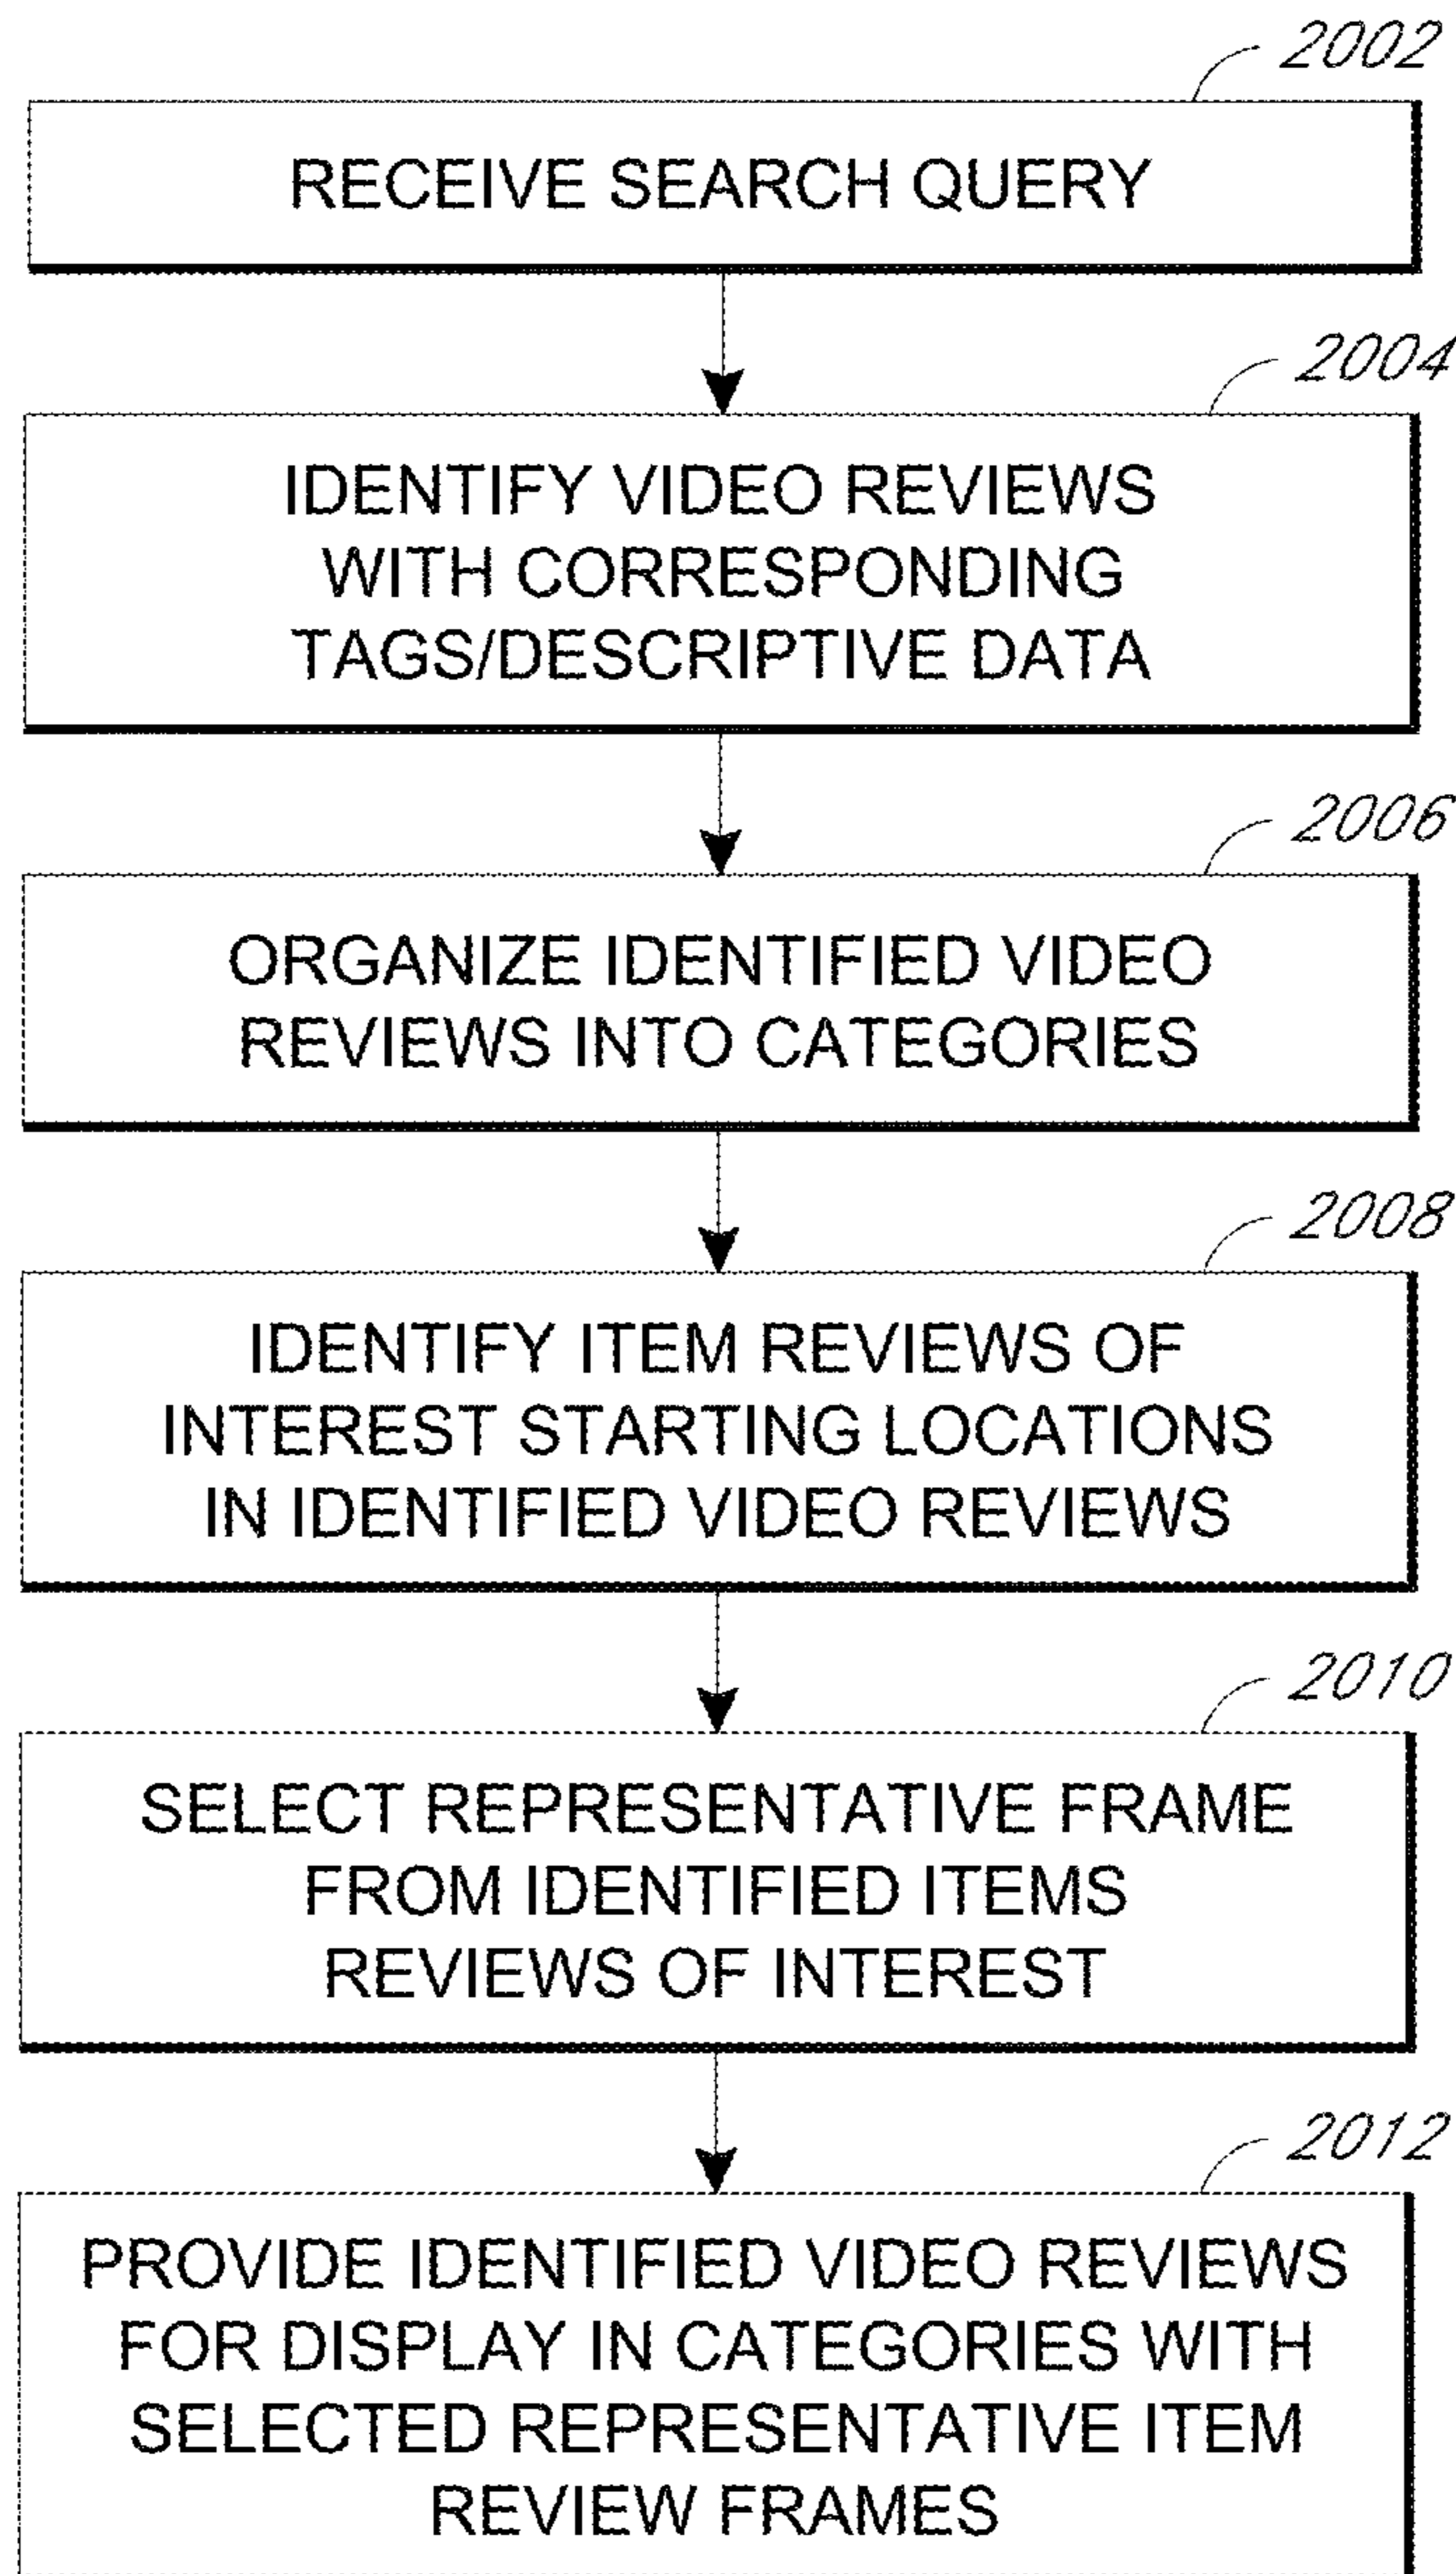 2002
RECEIVE SEARCH QUERY
2004
IDENTIFY VIDEO REVIEWS
WITH CORRESPONDING
TAGS/DESCRIPTIVE DATA
2006
ORGANIZE IDENTIFIED VIDEO
REVIEWS INTO CATEGORIES
2008
IDENTIFY ITEM REVIEWS OF
INTEREST STARTING LOCATIONS
IN IDENTIFIED VIDEO REVIEWS
2010
SELECT REPRESENTATIVE FRAME
FROM IDENTIFIED ITEMS
REVIEWS OF INTEREST
2012
PROVIDE IDENTIFIED VIDEO REVIEWS
FOR DISPLAY IN CATEGORIES WITH
SELECTED REPRESENTATIVE ITEM
REVIEW FRAMES